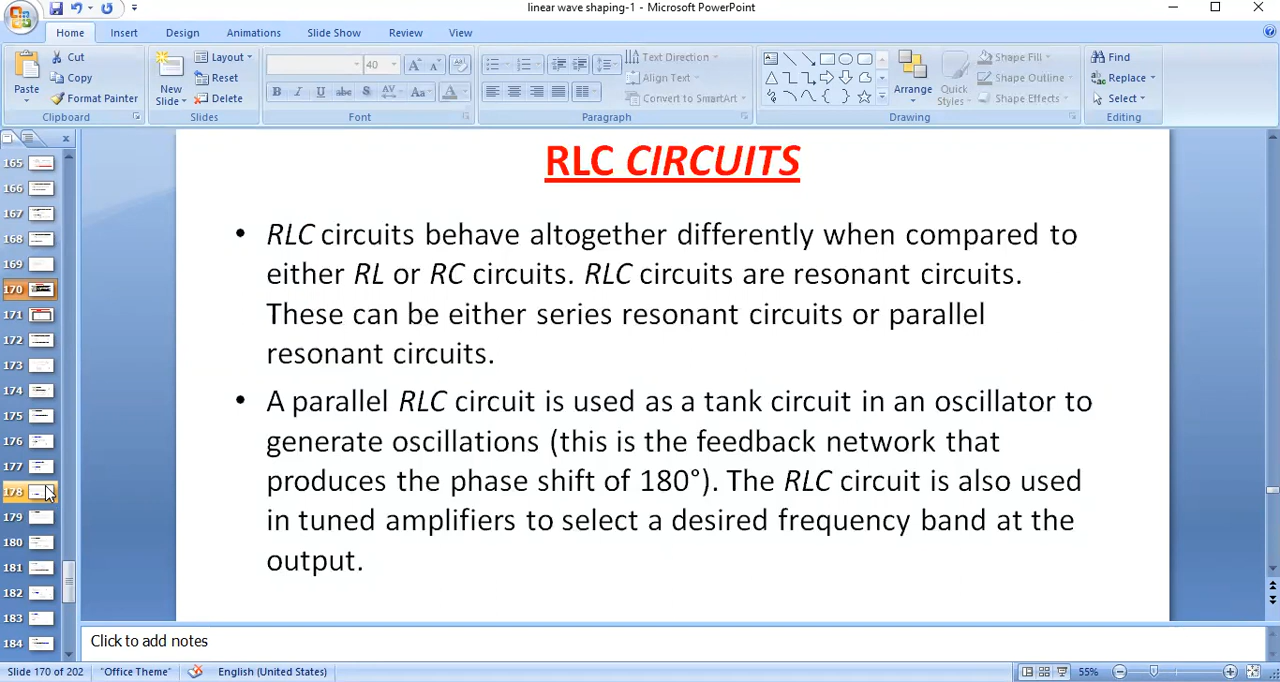 linear wave shaping-1 - Microsoft PowerPoint
Home Insert Design Animations Slide Show Review View
Cut
Copy
Format Painter
Paste
Clipboard
New
Slide
Layout
Reset
Delete
Slides
40
Font
Text Direction
Align Text
Convert to SmartArt
Paragraph
Arrange
Quick
Styles
Shape Fill
Shape Outline
Shape Effects
Drawing
Find
Replace
Select
Editing
165
166
167
168
169
170
171
172
173
174
175
176
177
178
179
180
181
182
183
184
RLC CIRCUITS
• RLC circuits behave altogether differently when compared to
either RL or RC circuits. RLC circuits are resonant circuits.
These can be either series resonant circuits or parallel
resonant circuits.
• A parallel RLC circuit is used as a tank circuit in an oscillator to
generate oscillations (this is the feedback network that
produces the phase shift of 180°). The RLC circuit is also used
in tuned amplifiers to select a desired frequency band at the
output.
Click to add notes
Slide 170 of 202 "Office Theme" English (United States) 55%